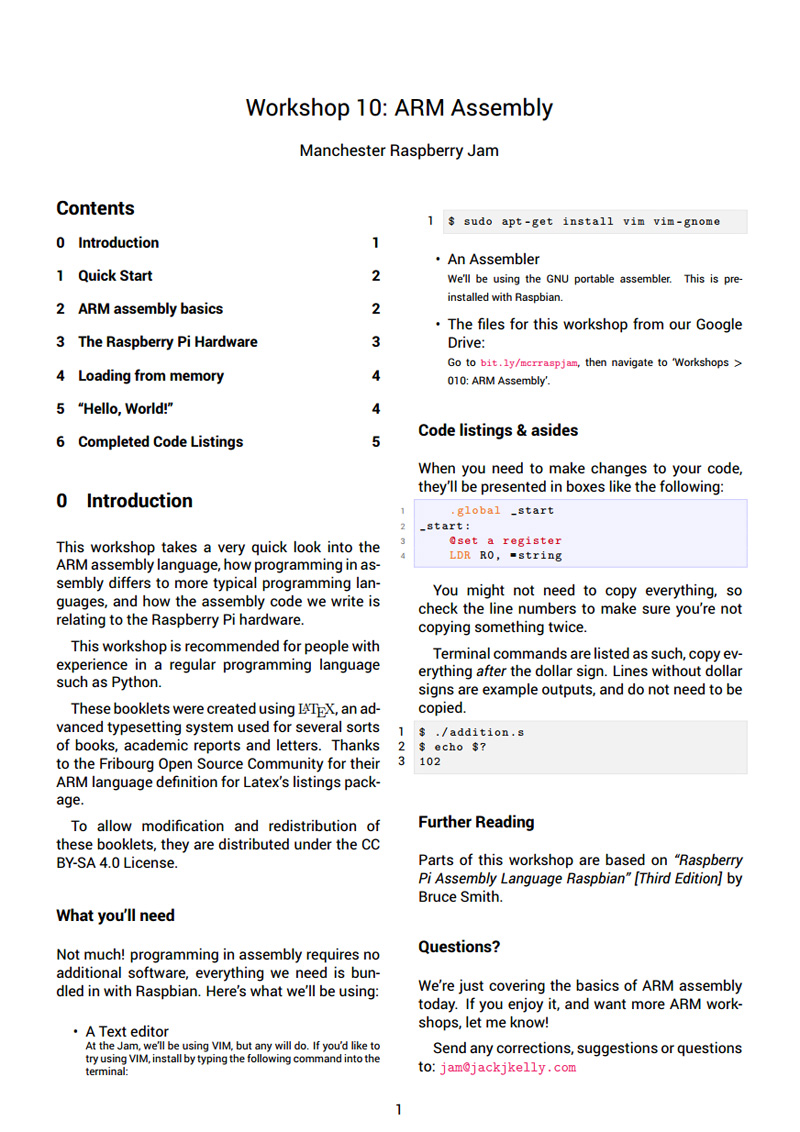 Workshop 10: ARM Assembly
Manchester Raspberry Jam
Contents
0 Introduction 1
1 Quick Start 2
2 ARM assembly basics 2
3 The Raspberry Pi Hardware 3
4 Loading from memory 4
5 “Hello, World!” 4
6 Completed Code Listings 5
0 Introduction
This workshop takes a very quick look into the
ARM assembly language, how programming in as-
sembly differs to more typical programming lan-
guages, and how the assembly code we write is
relating to the Raspberry Pi hardware.
This workshop is recommended for people with
experience in a regular programming language
such as Python.
These booklets were created using LATEX, an ad-
vanced typesetting system used for several sorts
of books, academic reports and letters. Thanks
to the Fribourg Open Source Community for their
ARM language definition for Latex’s listings pack-
age.
To allow modification and redistribution of
these booklets, they are distributed under the CC
BY-SA 4.0 License.
What you’ll need
Not much! programming in assembly requires no
additional software, everything we need is bun-
dled in with Raspbian. Here’s what we’ll be using:
• A Text editor
At the Jam, we’ll be using VIM, but any will do. If you’d like to
try using VIM, install by typing the following command into the
terminal:
1 $ sudo apt-get install vim vim-gnome
• An Assembler
We’ll be using the GNU portable assembler. This is pre-
installed with Raspbian.
• The files for this workshop from our Google
Drive:
Go to bit.ly/mcrraspjam, then navigate to ‘Workshops >
010: ARM Assembly’.
Code listings & asides
When you need to make changes to your code,
they’ll be presented in boxes like the following:
1 .global _start
2 _start:
3 @set a register
4 LDR R0, =string
You might not need to copy everything, so
check the line numbers to make sure you’re not
copying something twice.
Terminal commands are listed as such, copy ev-
erything after the dollar sign. Lines without dollar
signs are example outputs, and do not need to be
copied.
1 $ ./addition.s
2 $ echo $?
3 102
Further Reading
Parts of this workshop are based on “Raspberry
Pi Assembly Language Raspbian” [Third Edition] by
Bruce Smith.
Questions?
We’re just covering the basics of ARM assembly
today. If you enjoy it, and want more ARM work-
shops, let me know!
Send any corrections, suggestions or questions
to: jam@jackjkelly.com
1